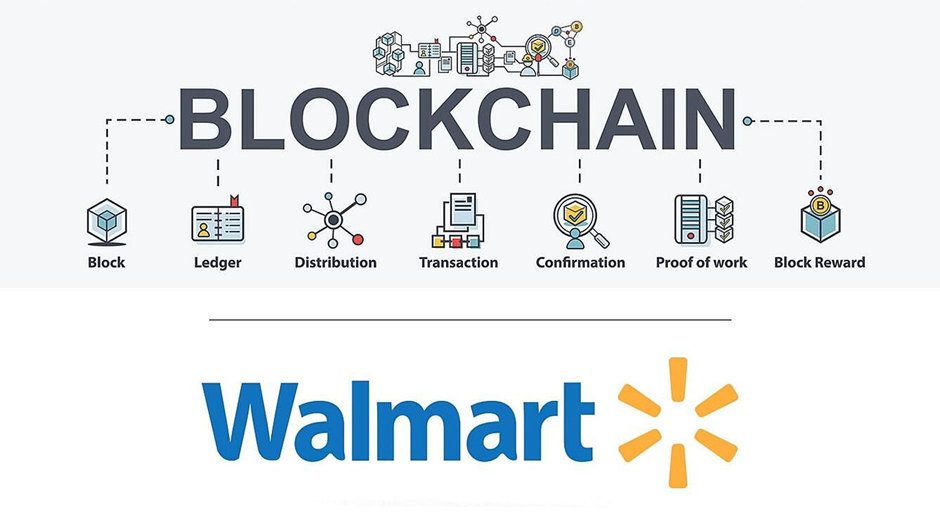 BLOCKCHAIN
Block Ledger Distribution Transaction Confirmation Proof of work Block Reward
Walmart